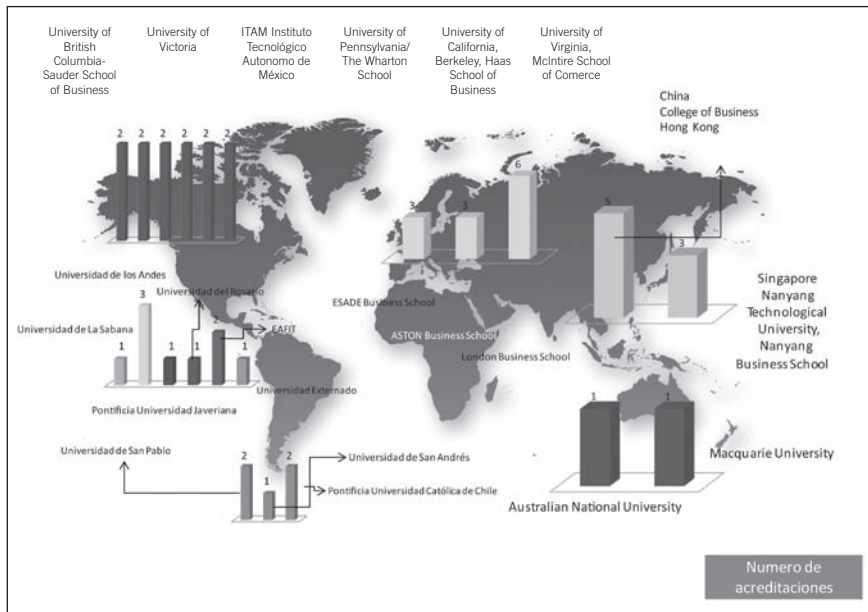 University of
British
Columbia-
Sauder School
of Business
University of
Victoria
ITAM Instituto
Tecnológico
Autonomo de
México
University of
Pennsylvania/
The Wharton
School
University of
California,
Berkeley, Haas
School of
Business
University of
Virginia,
McIntire School
of Comerce
China
College of Business
Hong Kong
2 2 2 2 2 2
3 3 6
5 3
Universidad de los Andes
Universidad del Rosario
ESADE Business School
Singapore
Nanyang
Technological
University,
Nanyang
Business School
3
Universidad de La Sabana
1 1 1 2 1
EAFIT
ASTON Business School
London Business School
Universidad Externado
Pontificia Universidad Javeriana
1 1
Macquarie University
Australian National University
Universidad de San Pablo
2 1 2
Universidad de San Andrés
Pontificia Universidad Católica de Chile
Numero de
acreditaciones